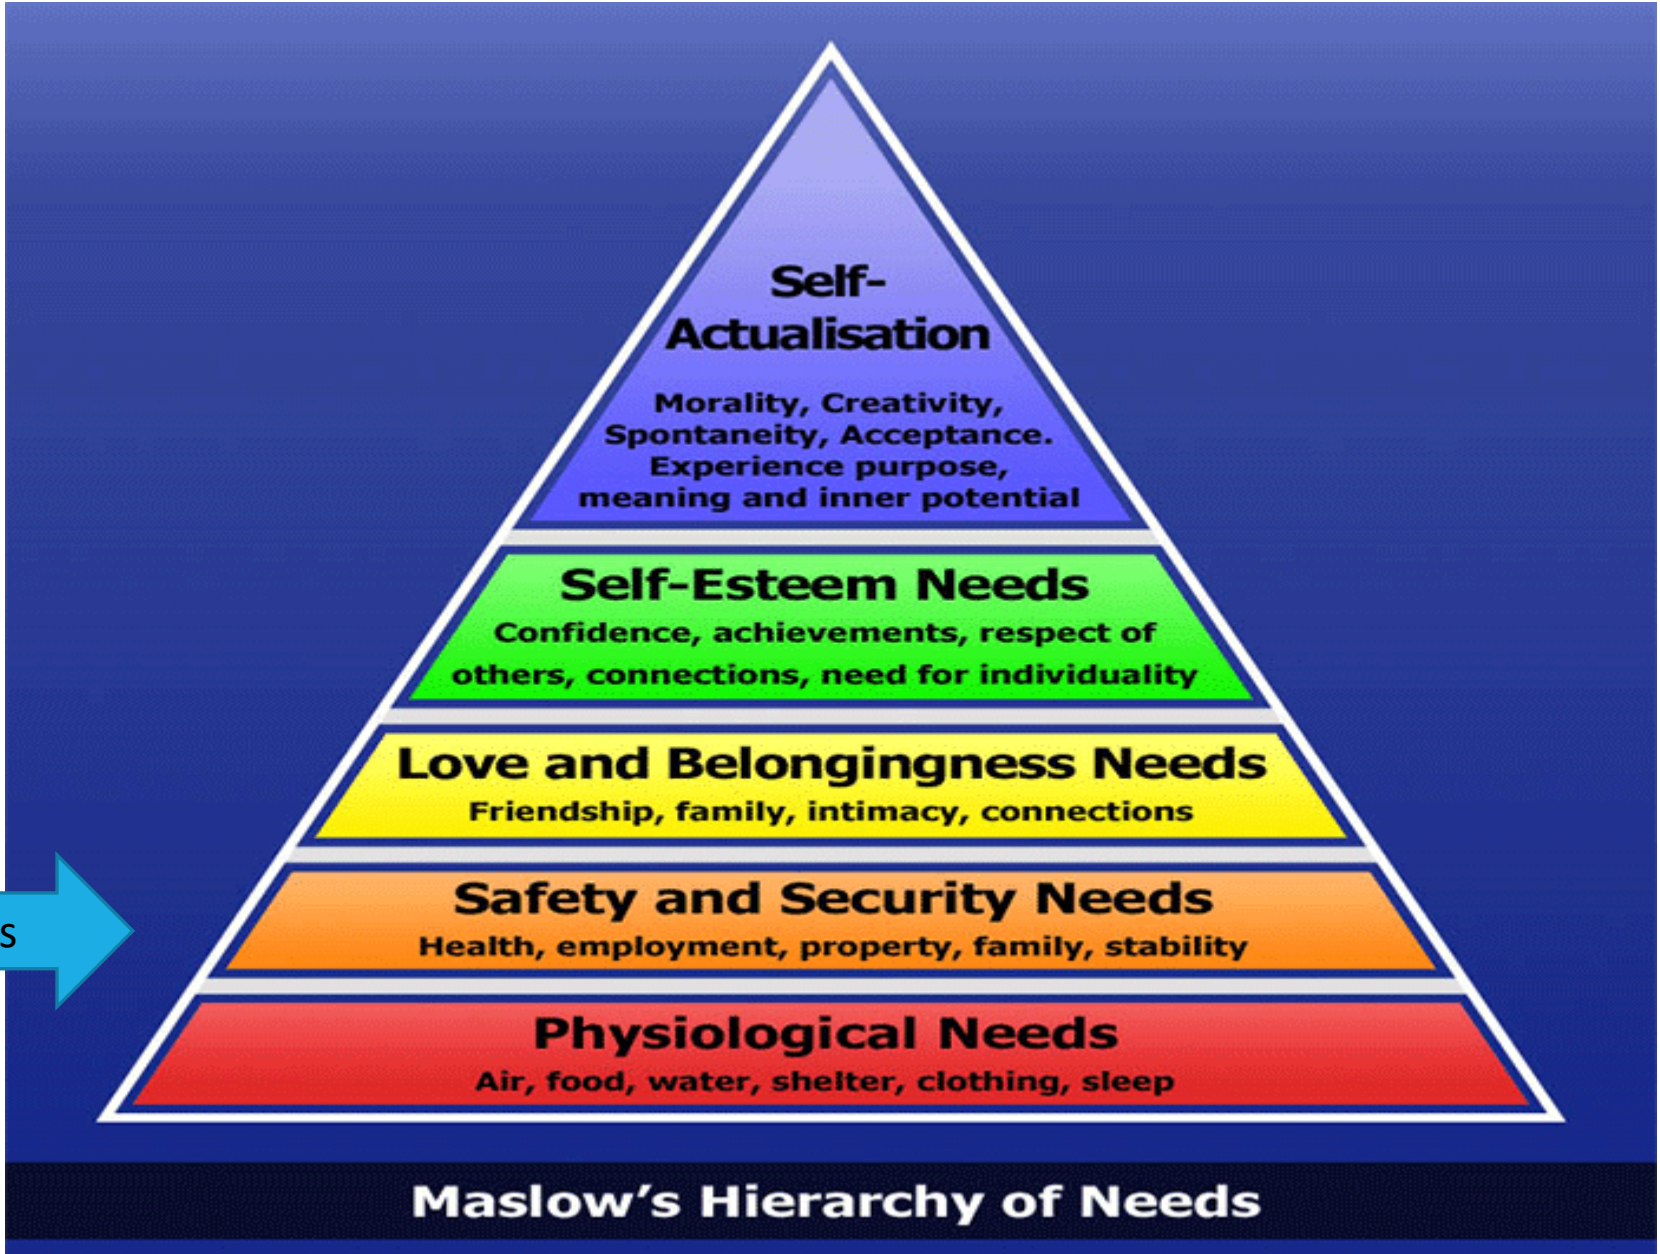 Self-
Actualisation
Morality, Creativity,
Spontaneity, Acceptance.
Experience purpose,
meaning and inner potential
Self-Esteem Needs
Confidence, achievements, respect of
others, connections, need for individuality
Love and Belongingness Needs
Friendship, family, intimacy, connections
Safety and Security Needs
Health, employment, property, family, stability
Physiological Needs
Air, food, water, shelter, clothing, sleep
Maslow’s Hierarchy of Needs